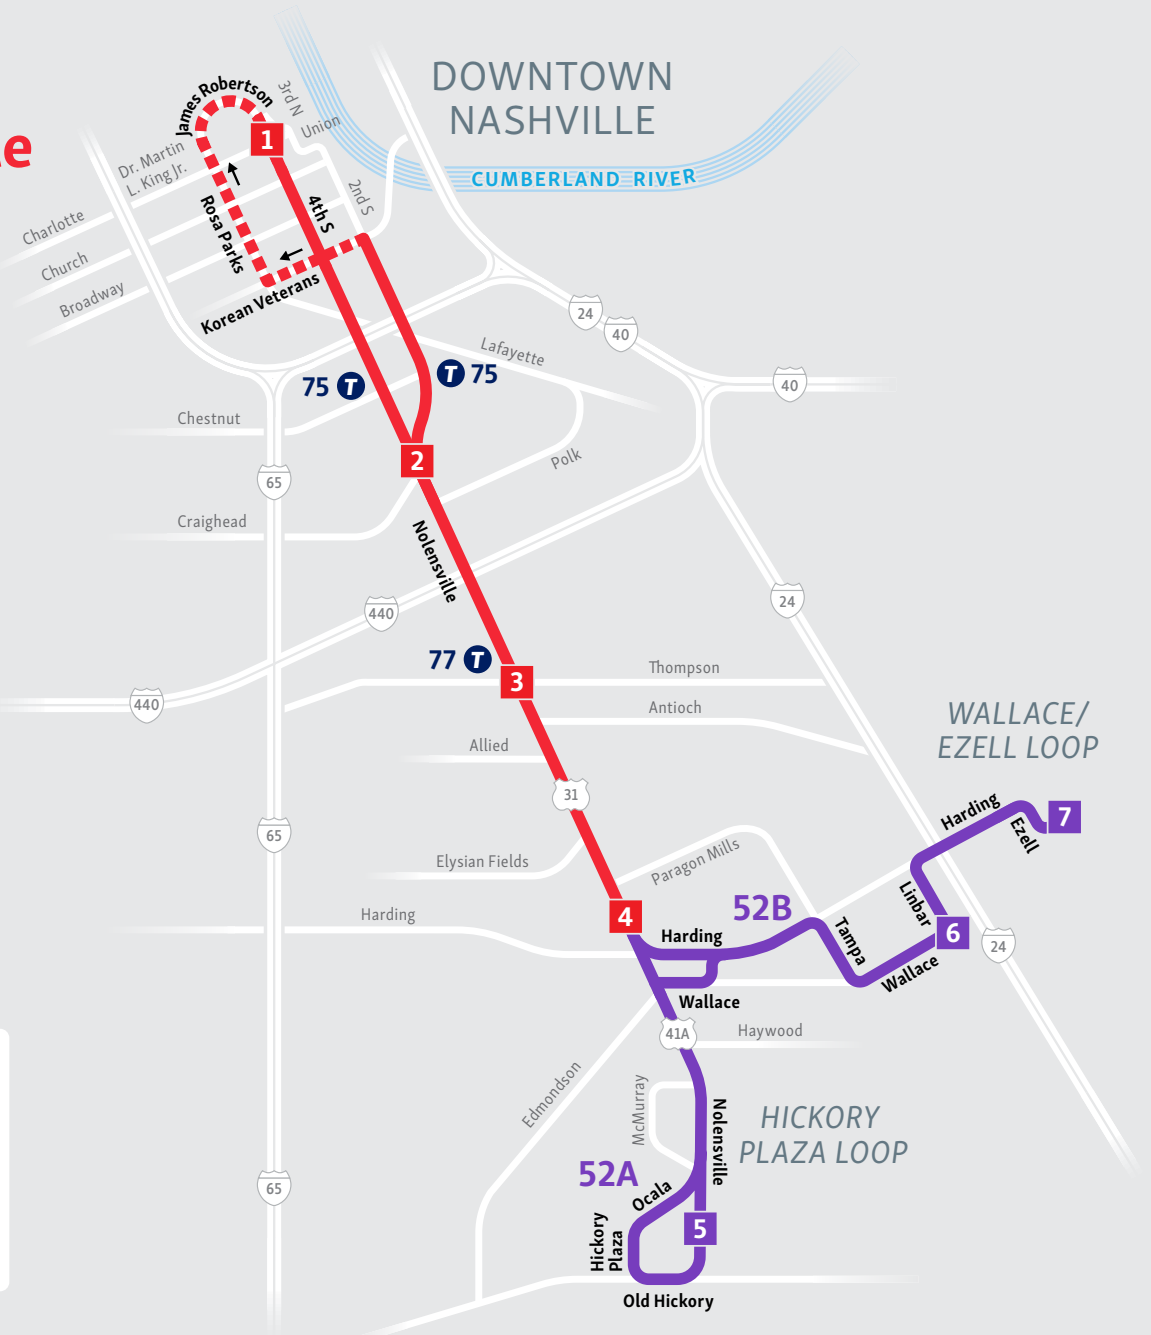 DOWNTOWN
NASHVILLE
CUMBERLAND RIVER
James Robertson
3rd N
Union
e
1
Dr. Martin
L. King Jr.
2nd S
4th S
Rosa Parks
Charlotte
Church
Broadway
Korean Veterans
24
40
Lafayette
75 T
T 75
40
Chestnut
2
Polk
65
Craighead
Nolensville
24
440
77 T
3
Thompson
440
Antioch
Allied
WALLACE/
EZELL LOOP
31
Harding
7
Ezell
65
Elysian Fields
Paragon Mills
52B
Linbar
4
Harding
Harding
Tampa
6
24
Wallace
Wallace
41A
Haywood
Edmondson
McMurray
Nolensville
HICKORY
PLAZA LOOP
52A
Ocala
65
Hickory
Plaza
5
Old Hickory